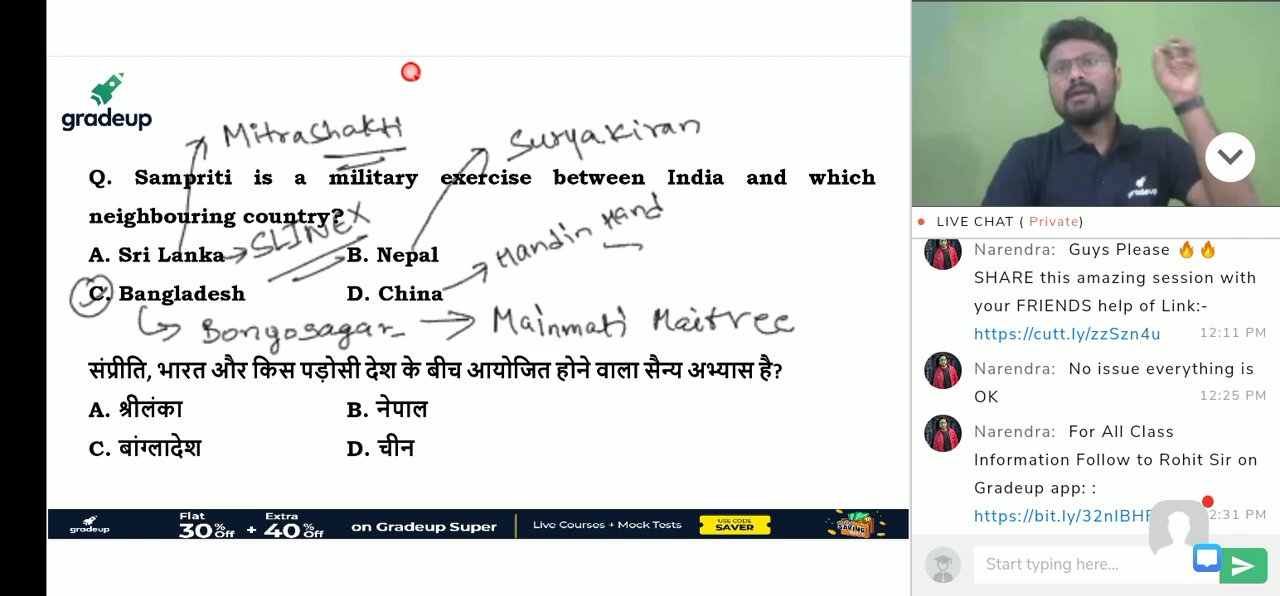 gradeup
Mitrashakti
Suryakiran
Q. Sampriti is a military exercise between India and which
neighbouring country?
SLINEX
Handin Hand
A. Sri Lanka
B. Nepal
C. Bangladesh
D. China
Bongosagar
Mainmati Maitree
संप्रीति, भारत और किस पड़ोसी देश के बीच आयोजित होने वाला सैन्य अभ्यास है?
A. श्रीलंका
B. नेपाल
C. बांग्लादेश
D. चीन
gradeup
Flat 30% Off + Extra 40% Off on Gradeup Super
Live Courses + Mock Tests
USE CODE
SAVER
SAVING
gradeup
LIVE CHAT ( Private)
Narendra: Guys Please 🔥🔥
SHARE this amazing session with
your FRIENDS help of Link:-
https://cutt.ly/zzSzn4u 12:11 PM
Narendra: No issue everything is
OK 12:25 PM
Narendra: For All Class
Information Follow to Rohit Sir on
Gradeup app: :
2:31 PM
Start typing here...